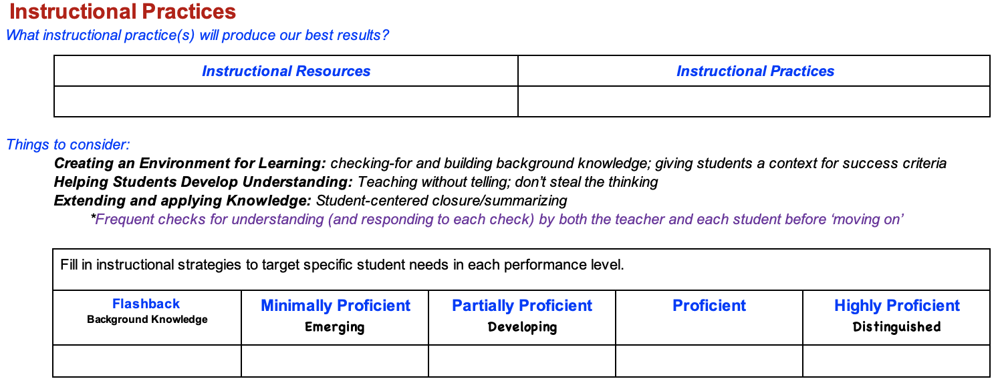 Instructional Practices
What instructional practice(s) will produce our best results?
Instructional Resources
Instructional Practices
Things to consider:
Creating an Environment for Learning: checking-for and building background knowledge; giving students a context for success criteria
Helping Students Develop Understanding: Teaching without telling; don’t steal the thinking
Extending and applying Knowledge: Student-centered closure/summarizing
*Frequent checks for understanding (and responding to each check) by both the teacher and each student before ‘moving on’
Fill in instructional strategies to target specific student needs in each performance level.
Flashback
Background Knowledge
Minimally Proficient
Emerging
Partially Proficient
Developing
Proficient
Highly Proficient
Distinguished